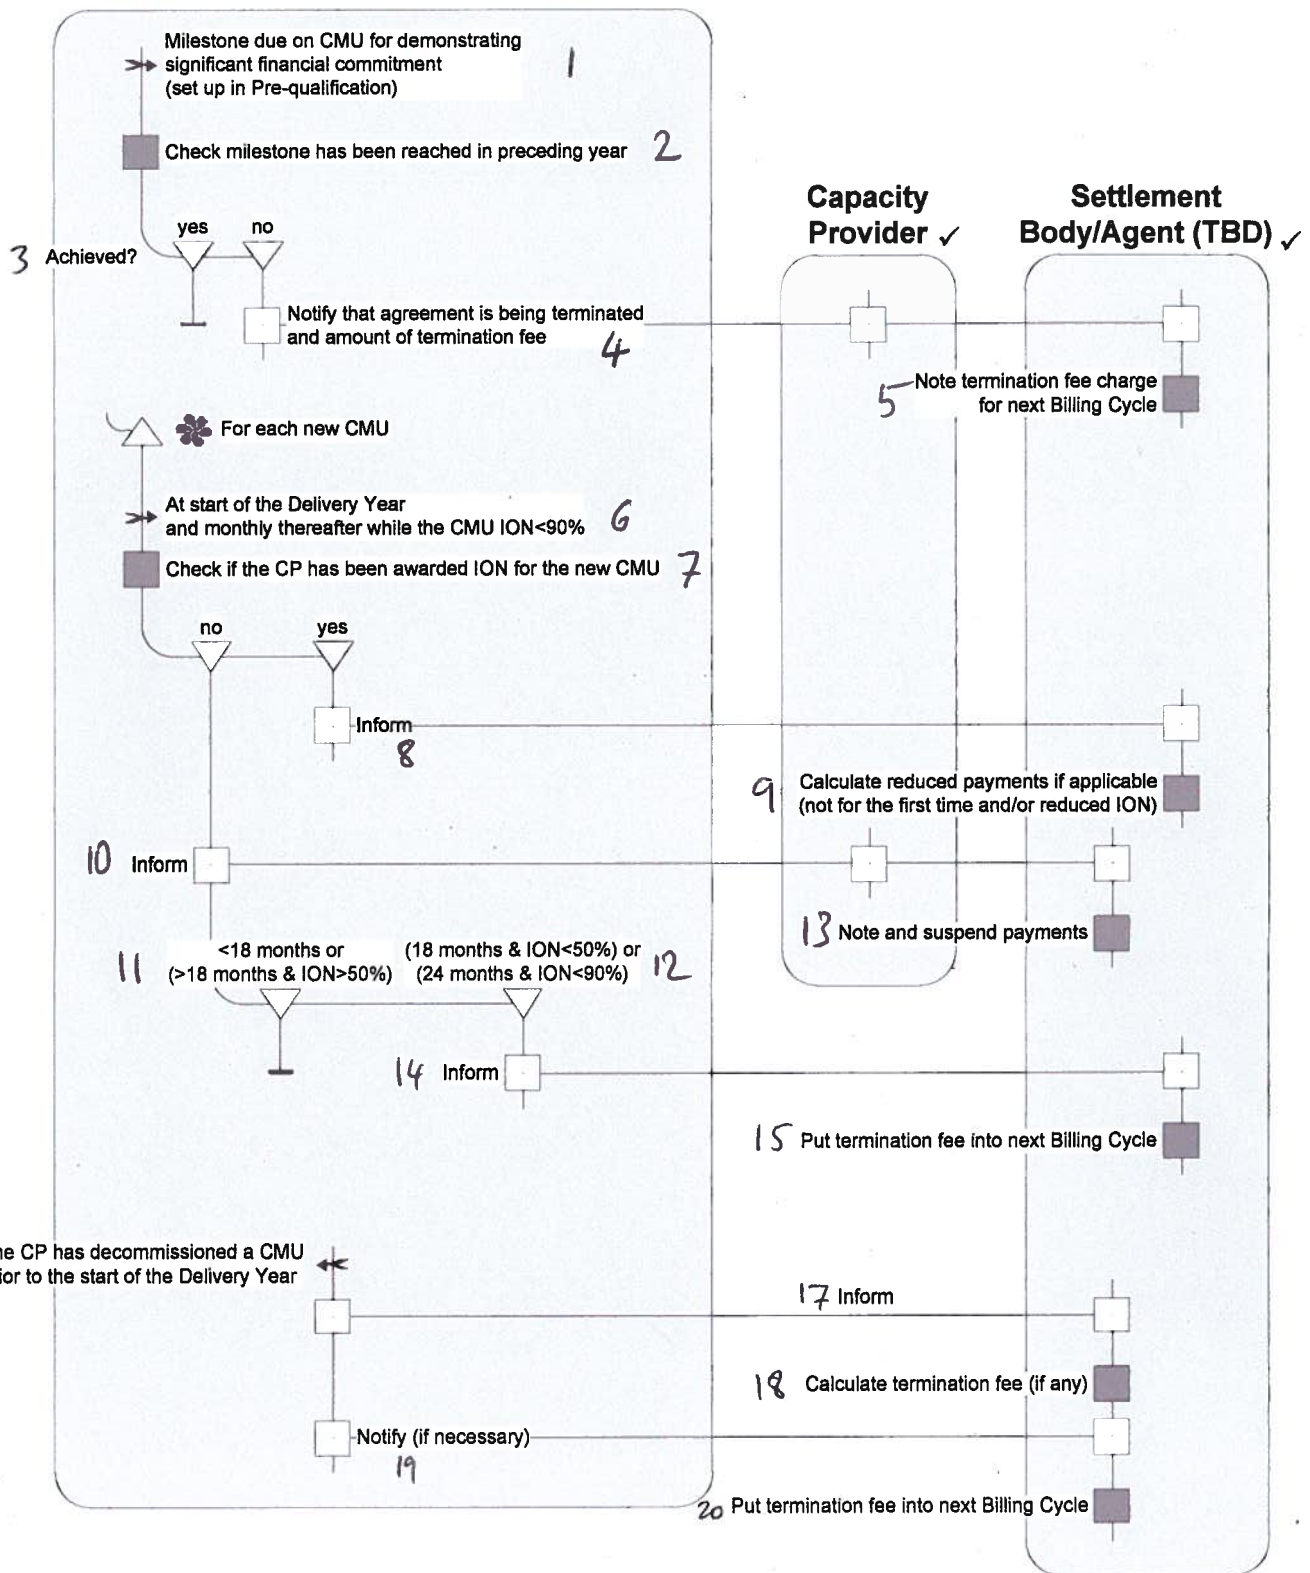 Milestone due on CMU for demonstrating
significant financial commitment
(set up in Pre-qualification)
1
Check milestone has been reached in preceding year 2
Capacity
Provider ✓
Settlement
Body/Agent (TBD) ✓
yes no
3 Achieved?
Notify that agreement is being terminated
and amount of termination fee
4
5 Note termination fee charge
for next Billing Cycle
For each new CMU
At start of the Delivery Year
and monthly thereafter while the CMU ION<90% 6
Check if the CP has been awarded ION for the new CMU 7
no yes
Inform
8
9 Calculate reduced payments if applicable
(not for the first time and/or reduced ION)
10 Inform
13 Note and suspend payments
11 <18 months or
(>18 months & ION>50%)
(18 months & ION<50%) or 12
(24 months & ION<90%)
14 Inform
15 Put termination fee into next Billing Cycle
CP has decommissioned a CMU
to the start of the Delivery Year
17 Inform
18 Calculate termination fee (if any)
Notify (if necessary)
19
20 Put termination fee into next Billing Cycle